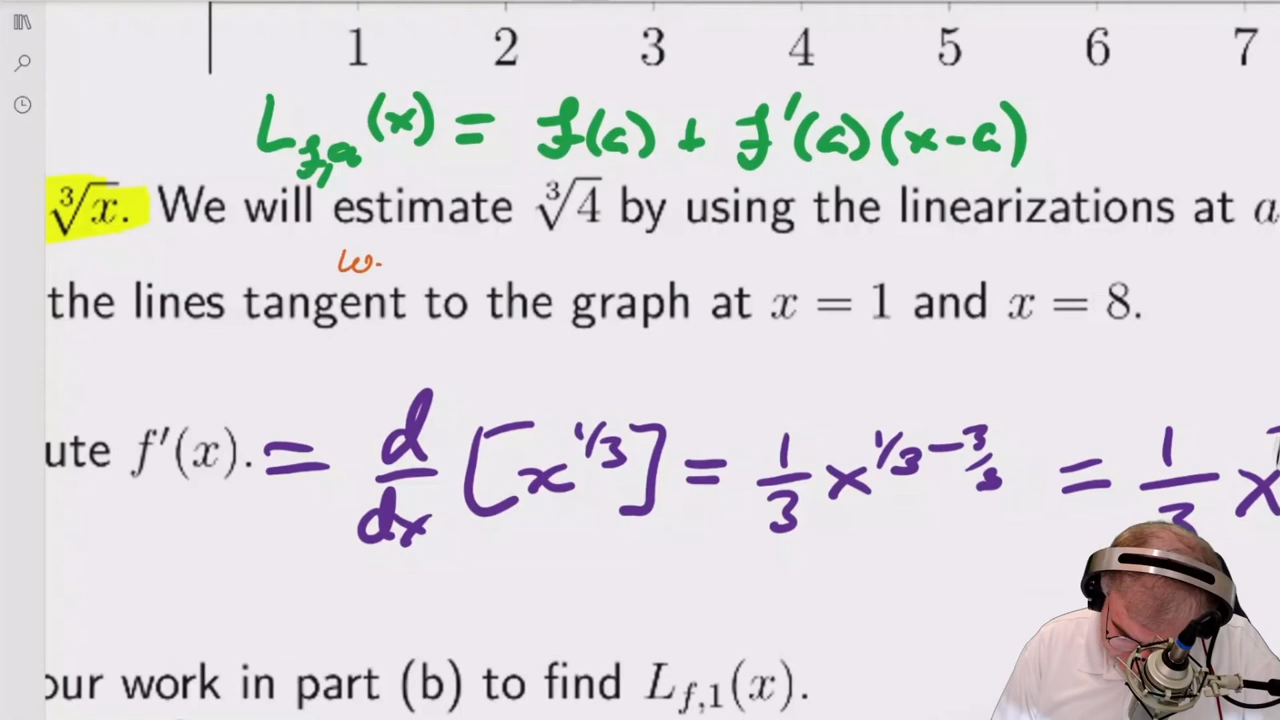 1 2 3 4 5 6 7
L_{f,a}(x) = f(a) + f'(a)(x-a)
∛x. We will estimate ∛4 by using the linearizations at a
w.
the lines tangent to the graph at x = 1 and x = 8.
ute f′(x). = d/dx [x^{1/3}] = 1/3 x^{1/3 - 3/3} = 1/3 x
our work in part (b) to find L_{f,1}(x).